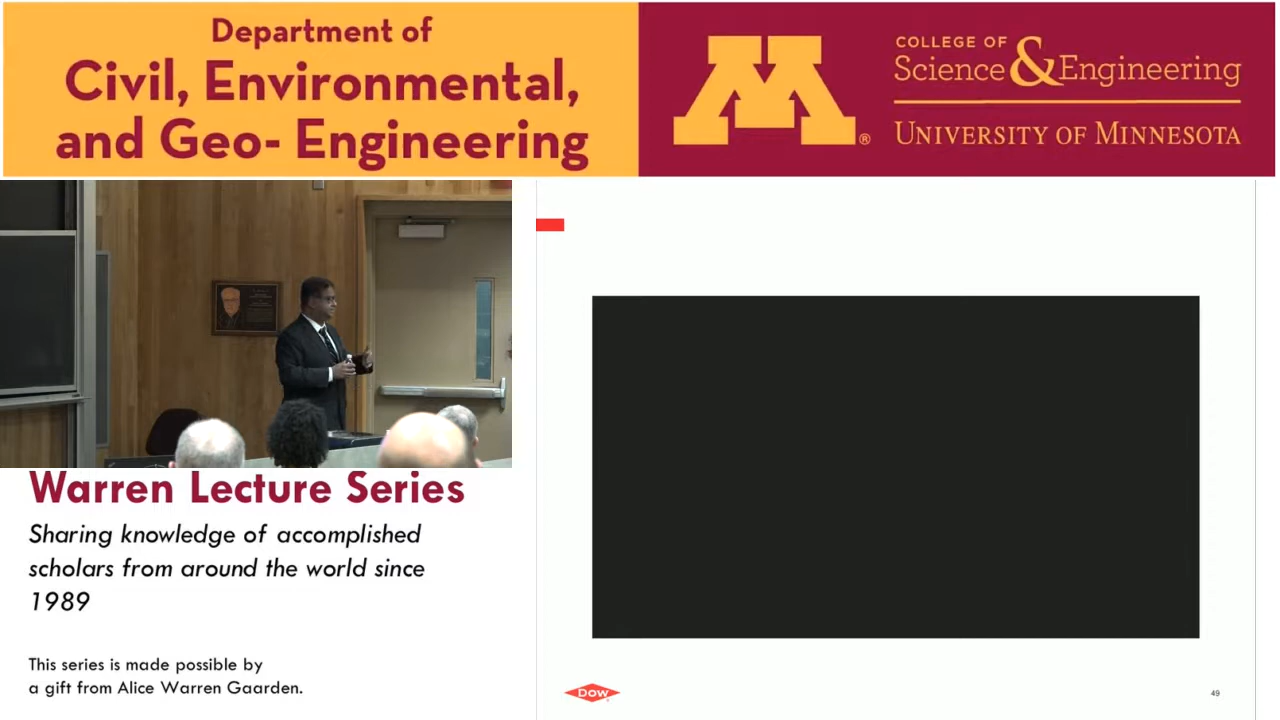 Department of
Civil, Environmental,
and Geo- Engineering
M®
COLLEGE OF
Science & Engineering
UNIVERSITY OF MINNESOTA
Warren Lecture Series
Sharing knowledge of accomplished
scholars from around the world since
1989
This series is made possible by
a gift from Alice Warren Gaarden.
Dow
49